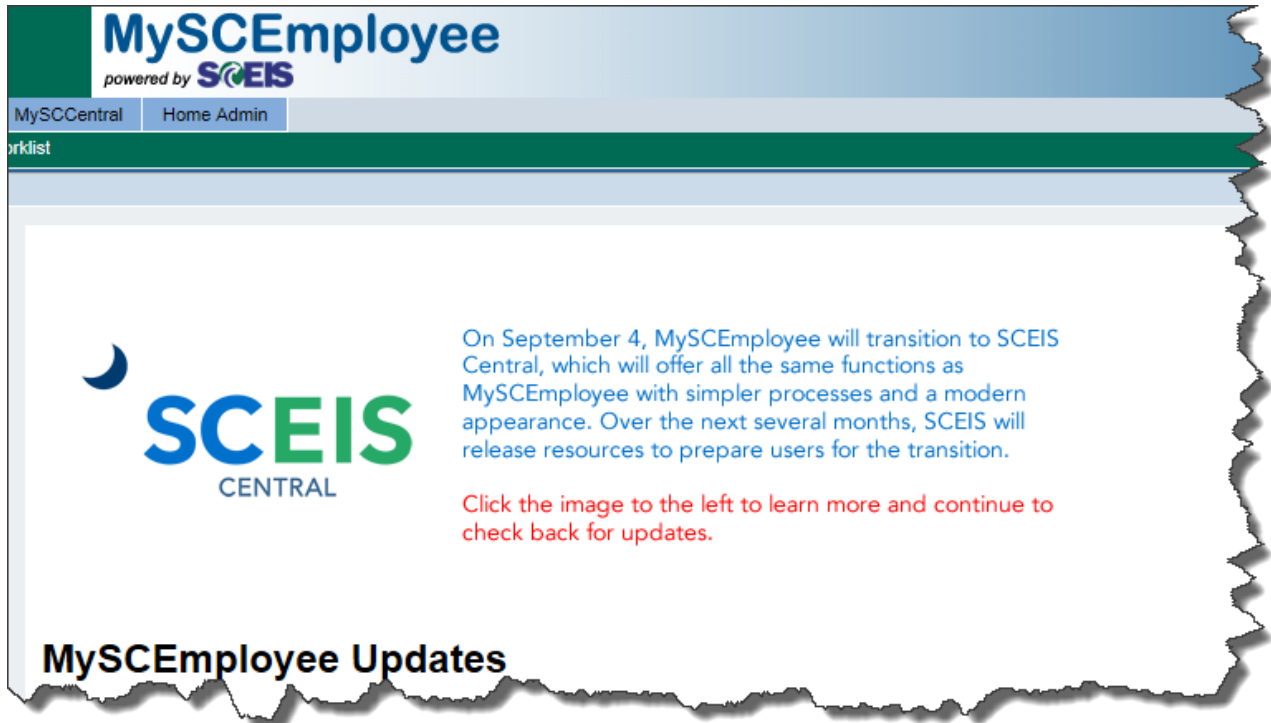 MySCEmployee
powered by SCEIS
MySCCentral Home Admin
orklist
On September 4, MySCEmployee will transition to SCEIS
Central, which will offer all the same functions as
MySCEmployee with simpler processes and a modern
appearance. Over the next several months, SCEIS will
release resources to prepare users for the transition.
SCEIS
CENTRAL
Click the image to the left to learn more and continue to
check back for updates.
MySCEmployee Updates